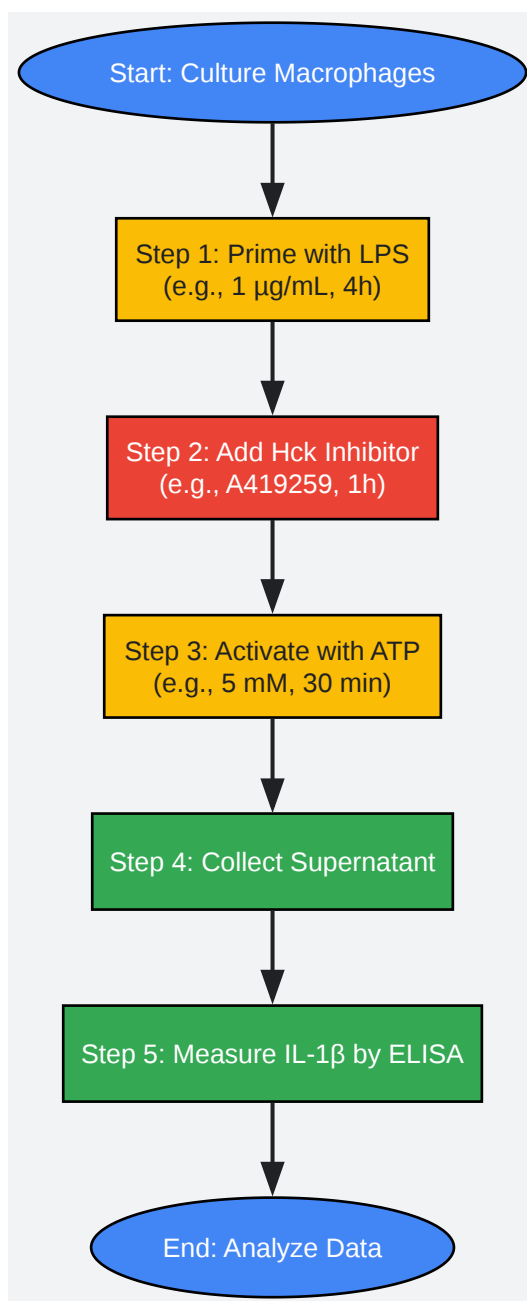 Start: Culture Macrophages
Step 1: Prime with LPS
(e.g., 1 µg/mL, 4h)
Step 2: Add Hck Inhibitor
(e.g., A419259, 1h)
Step 3: Activate with ATP
(e.g., 5 mM, 30 min)
Step 4: Collect Supernatant
Step 5: Measure IL-1β by ELISA
End: Analyze Data